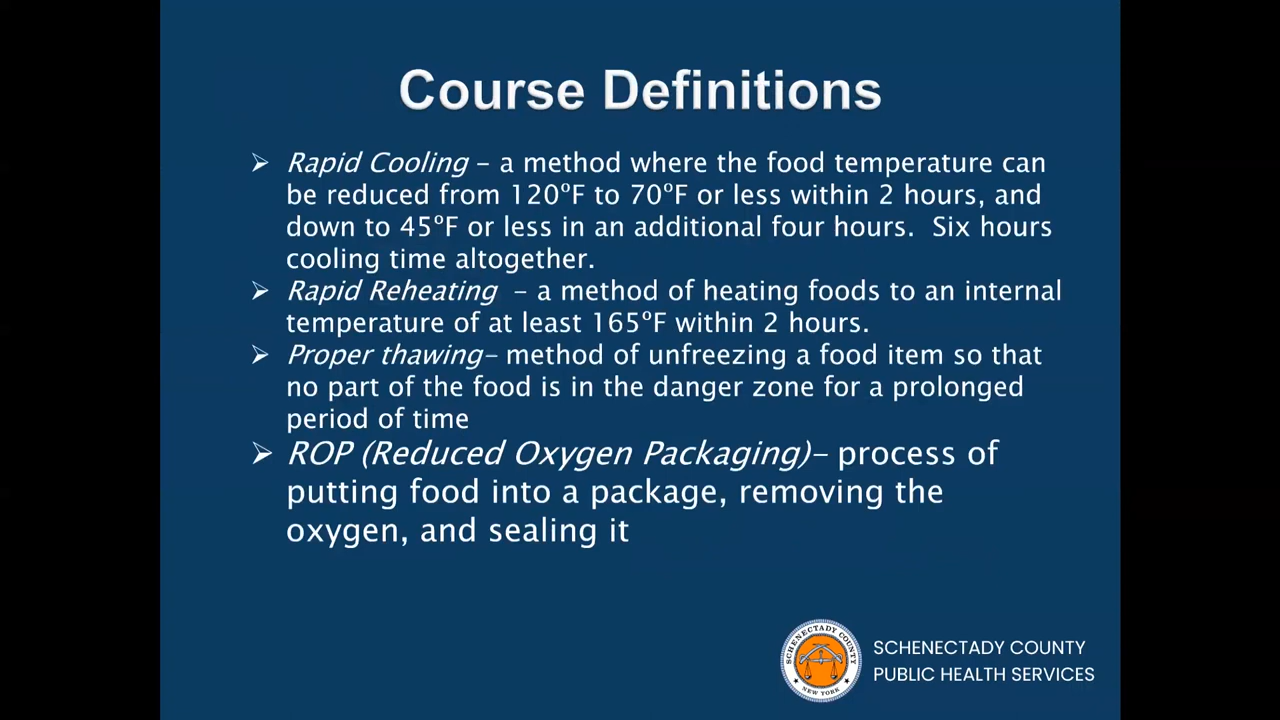 Course Definitions
➢ Rapid Cooling – a method where the food temperature can
be reduced from 120ºF to 70ºF or less within 2 hours, and
down to 45ºF or less in an additional four hours.  Six hours
cooling time altogether.
➢ Rapid Reheating  – a method of heating foods to an internal
temperature of at least 165ºF within 2 hours.
➢ Proper thawing– method of unfreezing a food item so that
no part of the food is in the danger zone for a prolonged
period of time
➢ ROP (Reduced Oxygen Packaging)– process of
putting food into a package, removing the
oxygen, and sealing it
SCHENECTADY COUNTY
NEW YORK
SCHENECTADY COUNTY
PUBLIC HEALTH SERVICES